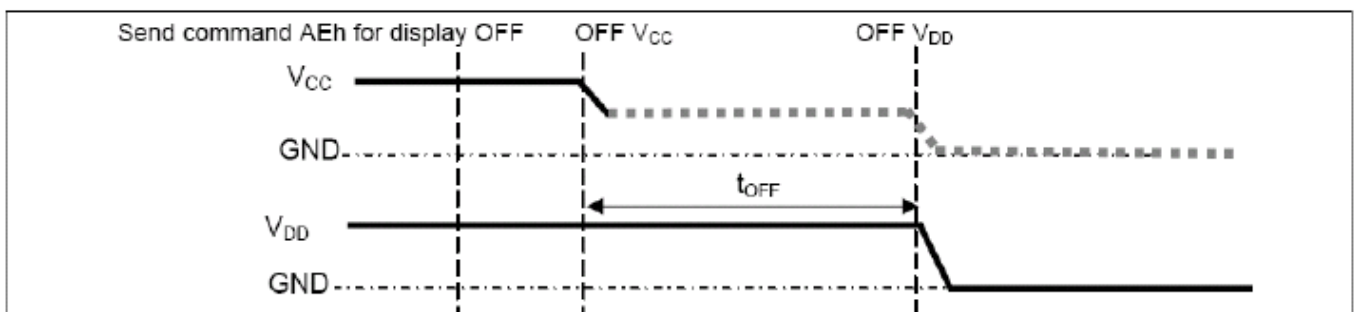 Send command AEh for display OFF OFF VCC OFF VDD
VCC
GND
tOFF
VDD
GND